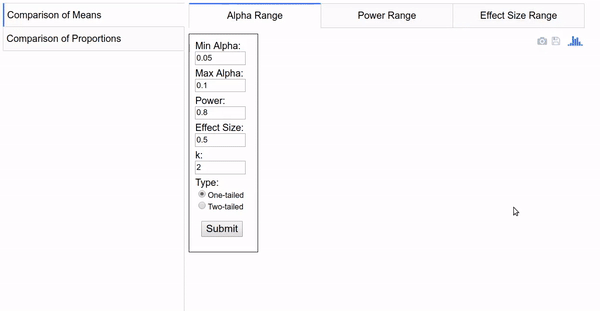 Comparison of Means
Comparison of Proportions
Alpha Range
Power Range
Effect Size Range
Min Alpha:
0.05
Max Alpha:
0.1
Power:
0.8
Effect Size:
0.5
k:
2
Type:
One-tailed
Two-tailed
Submit